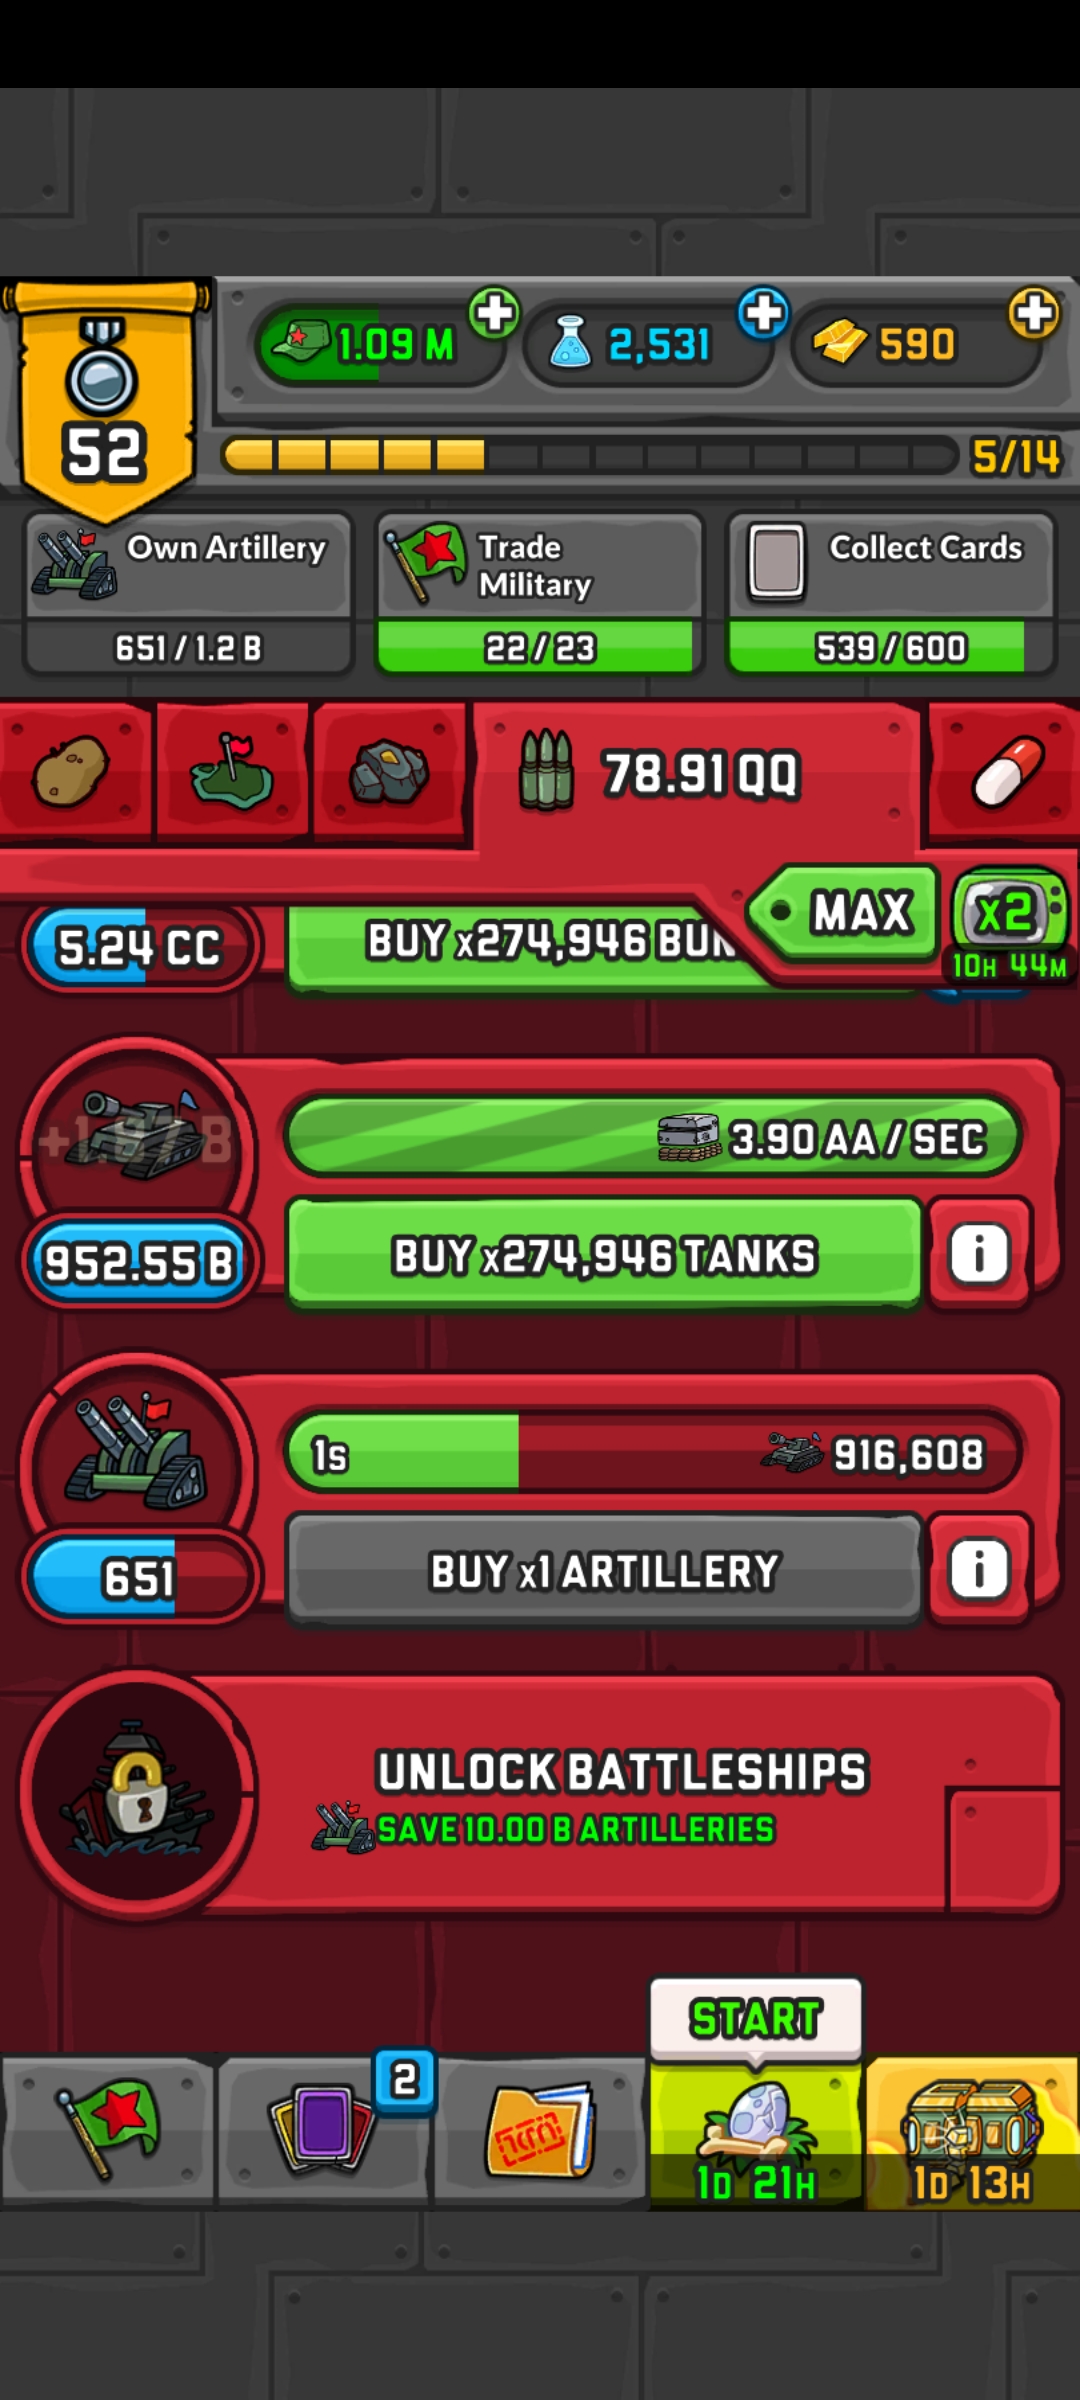 1.09 M
2,531
590
52
5/14
Own Artillery
651 / 1.2 B
Trade
Military
22 / 23
Collect Cards
539 / 600
78.91 QQ
MAX
x2
10H 44M
5.24 CC
BUY x274,946
3.90 AA / SEC
952.55 B
BUY x274,946 TANKS
i
1s
916,608
651
BUY x1 ARTILLERY
i
UNLOCK BATTLESHIPS
SAVE 10.00 B ARTILLERIES
START
2
1D 21H
1D 13H